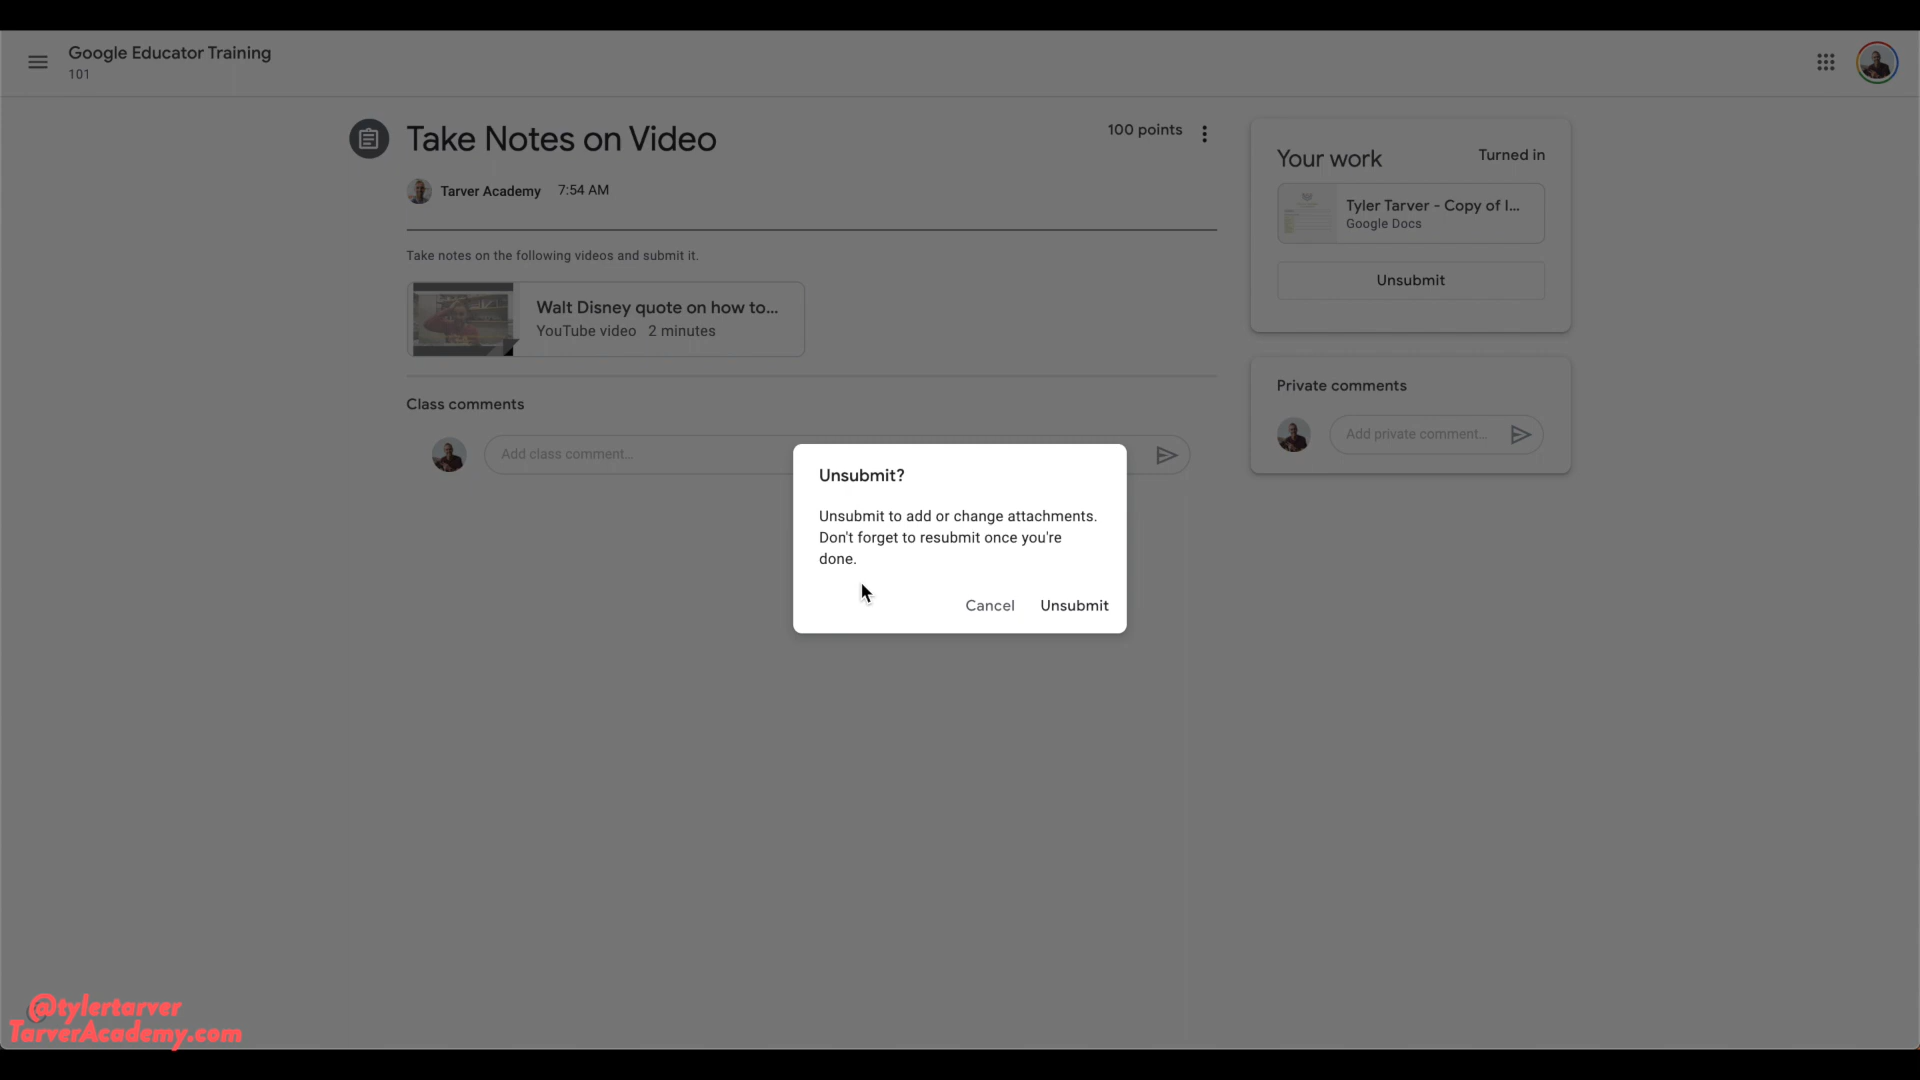 Google Educator Training
101
Take Notes on Video
100 points
Tarver Academy 7:54 AM
Take notes on the following videos and submit it.
Walt Disney quote on how to...
YouTube video 2 minutes
Class comments
Add class comment...
Your work
Turned in
Tyler Tarver - Copy of I...
Google Docs
Unsubmit
Private comments
Add private comment...
Unsubmit?
Unsubmit to add or change attachments.
Don't forget to resubmit once you're
done.
Cancel Unsubmit
@tylertarver
TarverAcademy.com